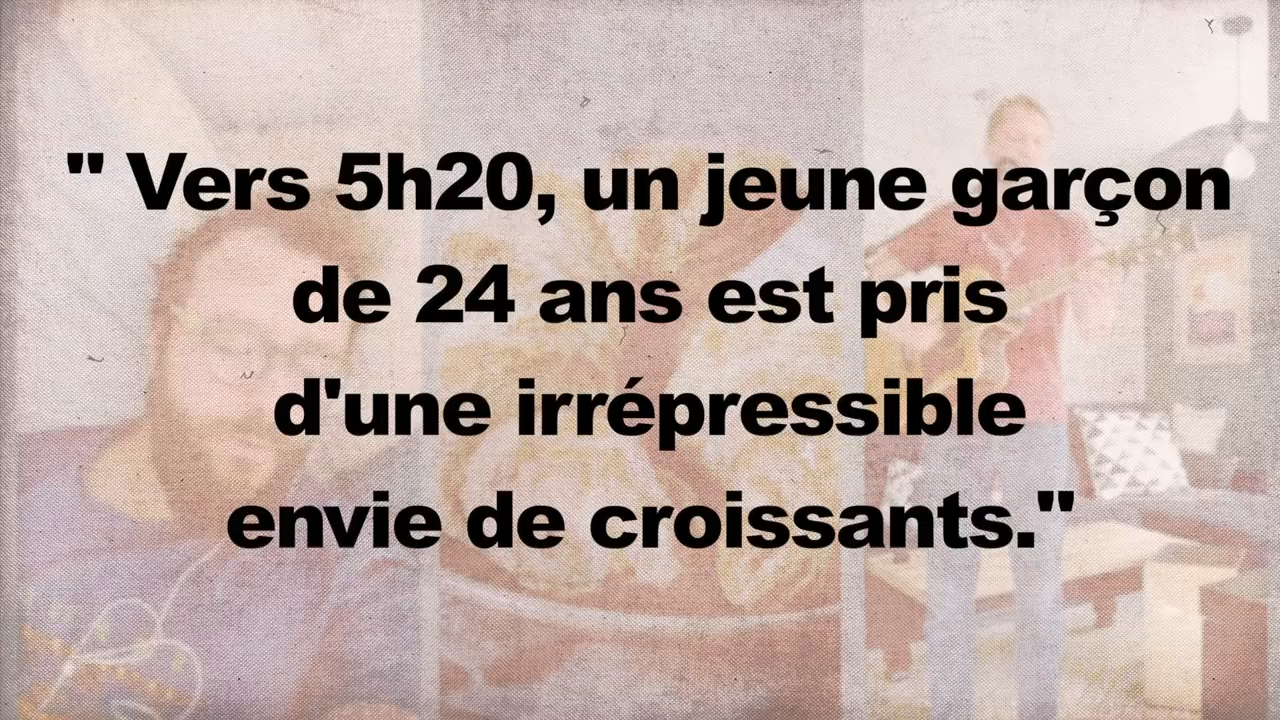 " Vers 5h20, un jeune garçon
de 24 ans est pris
d'une irrépressible
envie de croissants."